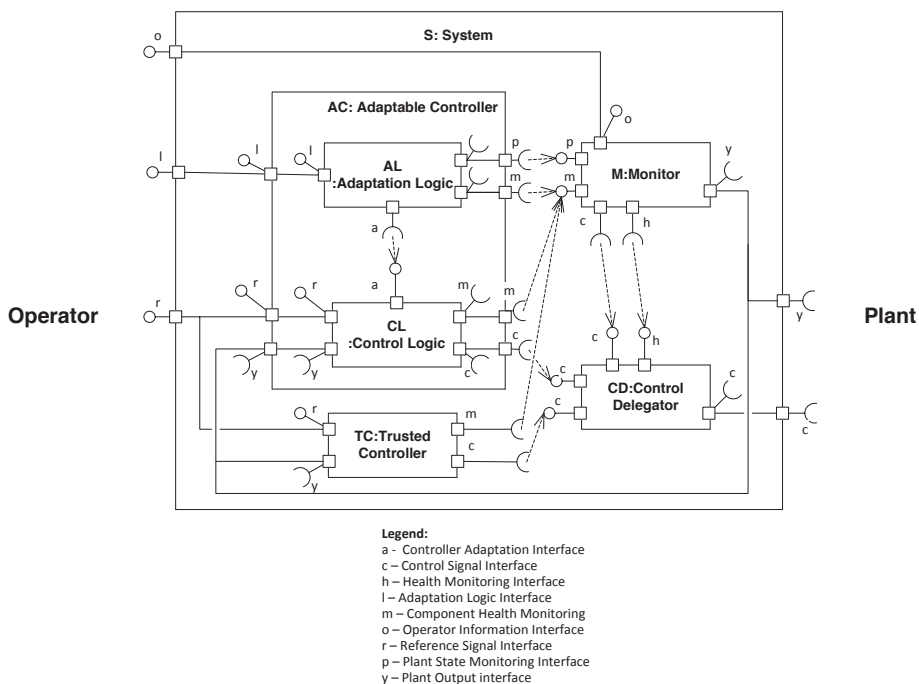 S: System
o
AC: Adaptable Controller
o
l
l
l
AL
:Adaptation Logic
p
p
m
m
M:Monitor
y
a
c
h
a
Operator
r
r
r
CL
:Control Logic
m
m
c
c
y
y
y
Plant
c
h
c
c
CD:Control
Delegator
c
c
r
TC:Trusted
Controller
m
c
y
Legend:
a - Controller Adaptation Interface
c – Control Signal Interface
h – Health Monitoring Interface
l – Adaptation Logic Interface
m – Component Health Monitoring
o – Operator Information Interface
r – Reference Signal Interface
p – Plant State Monitoring Interface
y – Plant Output interface